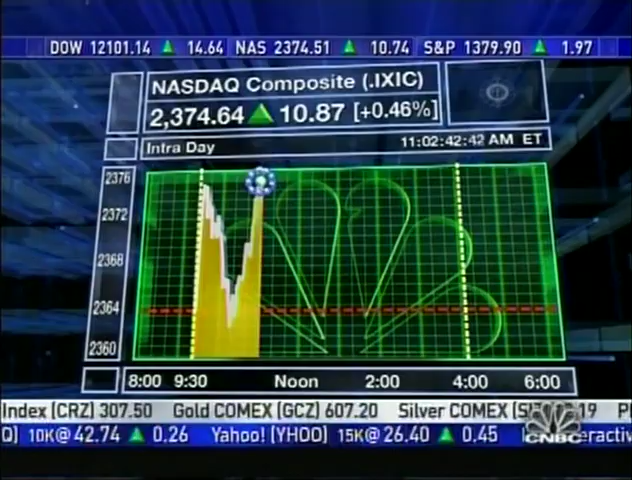 DOW 12101.14 ▲ 14.64 NAS 2374.51 ▲ 10.74 S&P 1379.90 ▲ 1.97
NASDAQ Composite (.IXIC)
2,374.64 ▲ 10.87 [+0.46%]
Intra Day 11:02:42:42 AM ET
2376
2372
2368
2364
2360
8:00 9:30 Noon 2:00 4:00 6:00
Index (CRZ) 307.50 Gold COMEX (GCZ) 607.20 Silver COMEX
Q) 10K@42.74 ▲ 0.26 Yahoo! (YHOO) 15K@26.40 ▲ 0.45
CNBC